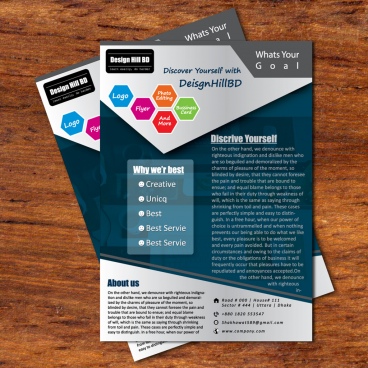 Design Hill BD
Whats Your
Goal
Discover Yourself with
DeisgnHillBD
Logo
Flyer
Photo
Editing
And
More
Business
Card
Discrive Yourself
On the other hand, we denounce with
righteous indignation and dislike men who
are so beguiled and demoralized by the
charms of pleasure of the moment, so
blinded by desire, that they cannot foresee
the pain and trouble that are bound to
ensue; and equal blame belongs to those
who fail in their duty through weakness of
will, which is the same as saying through
shrinking from toil and pain. These cases
are perfectly simple and easy to distin-
guish. In a free hour, when our power of
choice is untrammelled and when nothing
prevents our being able to do what we like
best, every pleasure is to be welcomed
and every pain avoided. But in certain
circumstances and owing to the claims of
duty or the obligations of business it will
frequently occur that pleasures have to be
repudiated and annoyances accepted.On
the other hand, we denounce
with righteous
in-
Why we'r best
Creative
Unicq
Best
Best Servie
Best Servie
About us
On the other hand, we denounce with righteous indigna-
tion and dislike men who are so beguiled and demoral-
ized by the charms of pleasure of the moment, so
blinded by desire, that they cannot foresee the pain and
trouble that are bound to ensue; and equal blame
belongs to those who fail in their duty through weakness
of will, which is the same as saying through shrinking
from toil and pain. These cases are perfectly simple and
easy to distinguish. In a free hour, when our power of
Road # 000 | House# 111
Sector # 444 | Uttara | Dhaka
www.company.com
Logo